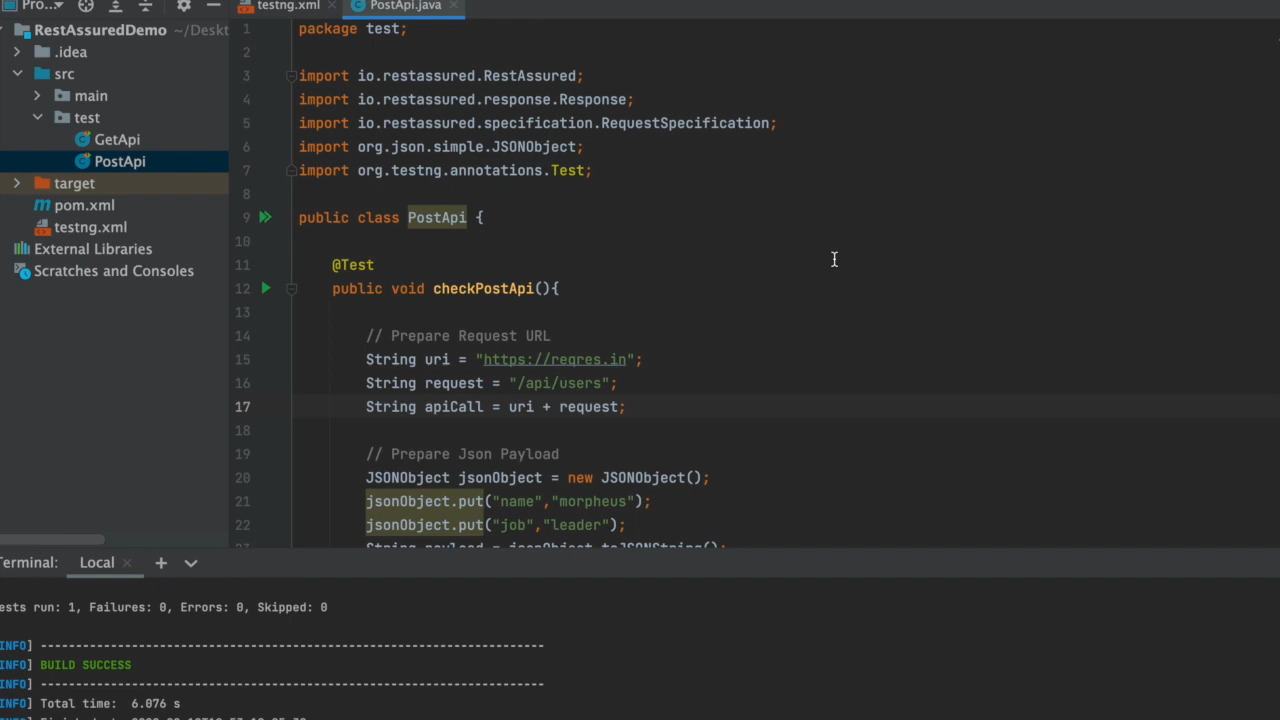 Pro...
testng.xml
PostApi.java
RestAssuredDemo ~/Deskt
.idea
src
main
test
GetApi
PostApi
target
pom.xml
testng.xml
External Libraries
Scratches and Consoles
1 package test;
2
3 import io.restassured.RestAssured;
4 import io.restassured.response.Response;
5 import io.restassured.specification.RequestSpecification;
6 import org.json.simple.JSONObject;
7 import org.testng.annotations.Test;
8
9 public class PostApi {
10
11 @Test
12 public void checkPostApi(){
13
14 // Prepare Request URL
15 String uri = "https://reqres.in";
16 String request = "/api/users";
17 String apiCall = uri + request;
18
19 // Prepare Json Payload
20 JSONObject jsonObject = new JSONObject();
21 jsonObject.put("name","morpheus");
22 jsonObject.put("job","leader");
23 String payload = jsonObject.toJSONString();
Terminal: Local
ests run: 1, Failures: 0, Errors: 0, Skipped: 0
INFO] ------------------------------------------------------------------------
INFO] BUILD SUCCESS
INFO] ------------------------------------------------------------------------
INFO] Total time: 6.076 s